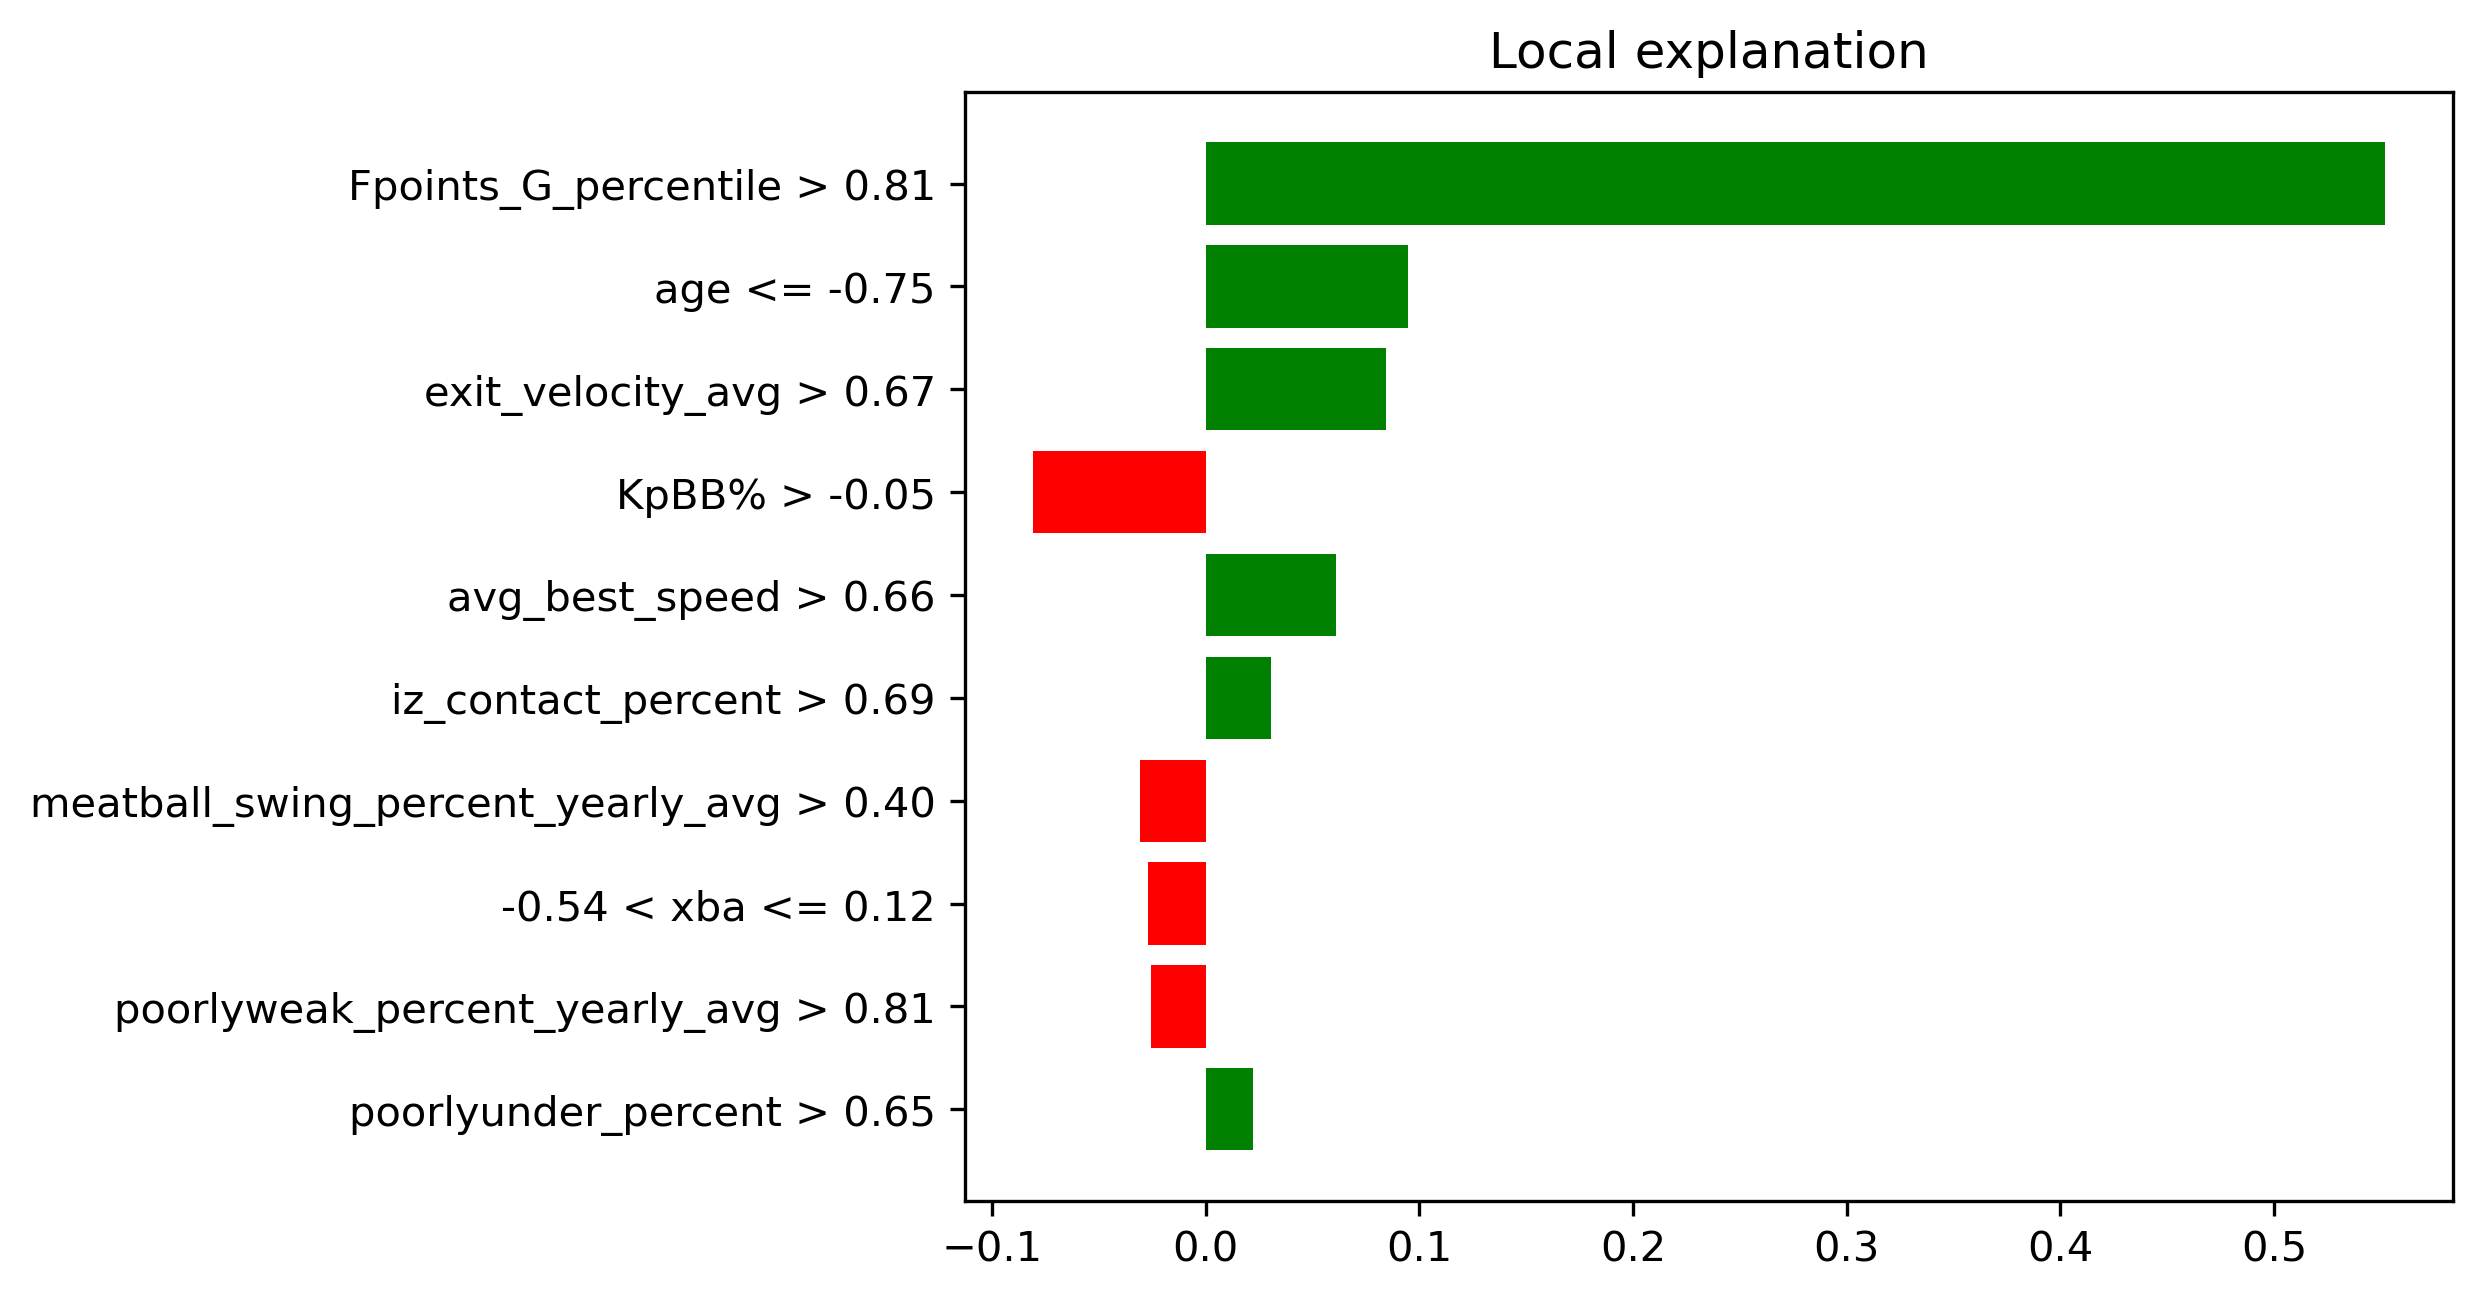 Local explanation
Fpoints_G_percentile > 0.81
age <= -0.75
exit_velocity_avg > 0.67
KpBB% > -0.05
avg_best_speed > 0.66
iz_contact_percent > 0.69
meatball_swing_percent_yearly_avg > 0.40
-0.54 < xba <= 0.12
poorlyweak_percent_yearly_avg > 0.81
poorlyunder_percent > 0.65
−0.1 0.0 0.1 0.2 0.3 0.4 0.5